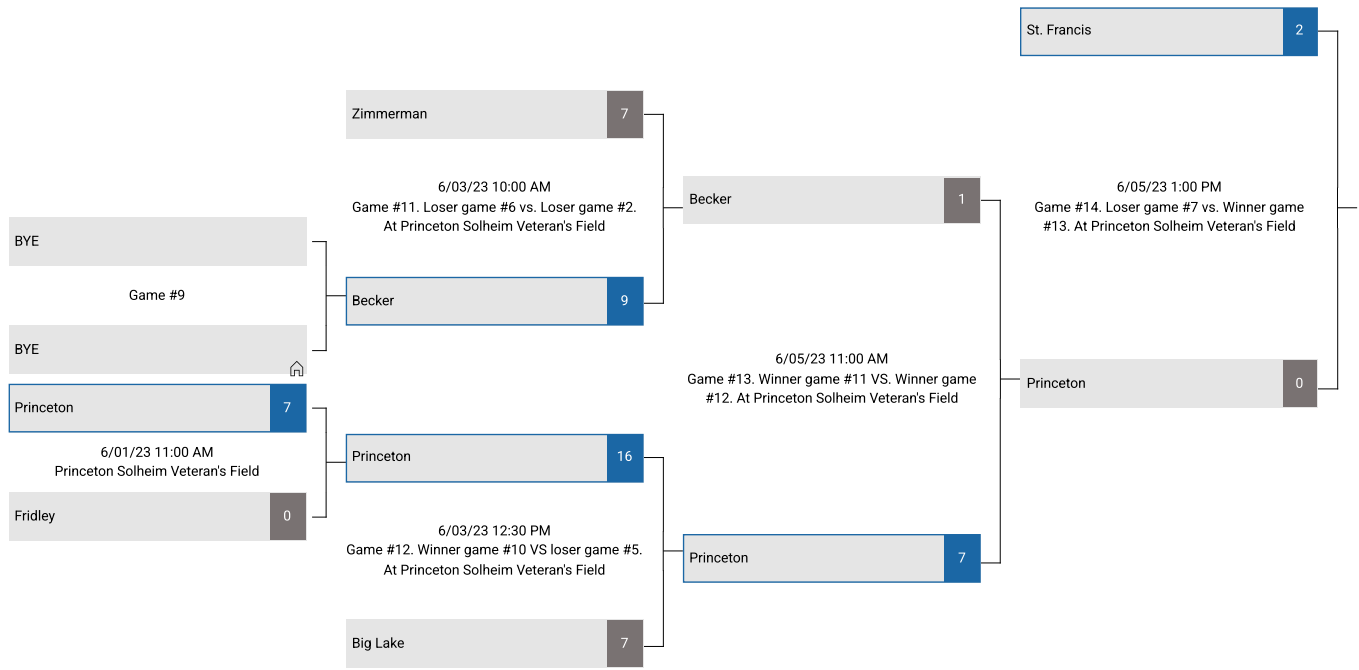 St. Francis 2
Zimmerman 7
6/03/23 10:00 AM
Game #11. Loser game #6 vs. Loser game #2.
At Princeton Solheim Veteran's Field
Becker 1
6/05/23 1:00 PM
Game #14. Loser game #7 vs. Winner game
#13. At Princeton Solheim Veteran's Field
BYE
Game #9
Becker 9
BYE
6/05/23 11:00 AM
Game #13. Winner game #11 VS. Winner game
#12. At Princeton Solheim Veteran's Field
Princeton 0
Princeton 7
6/01/23 11:00 AM
Princeton Solheim Veteran's Field
Princeton 16
Fridley 0
6/03/23 12:30 PM
Game #12. Winner game #10 VS loser game #5.
At Princeton Solheim Veteran's Field
Princeton 7
Big Lake 7